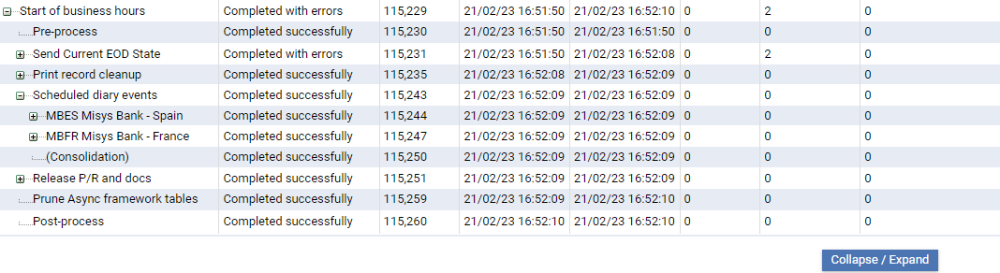 Start of business hours Completed with errors 115,229 21/02/23 16:51:50 21/02/23 16:52:10 0 2 0
Pre-process Completed successfully 115,230 21/02/23 16:51:50 21/02/23 16:51:50 0 0 0
Send Current EOD State Completed with errors 115,231 21/02/23 16:51:50 21/02/23 16:52:08 0 2 0
Print record cleanup Completed successfully 115,235 21/02/23 16:52:08 21/02/23 16:52:09 0 0 0
Scheduled diary events Completed successfully 115,243 21/02/23 16:52:09 21/02/23 16:52:09 0 0 0
MBES Misys Bank - Spain Completed successfully 115,244 21/02/23 16:52:09 21/02/23 16:52:09 0 0 0
MBFR Misys Bank - France Completed successfully 115,247 21/02/23 16:52:09 21/02/23 16:52:09 0 0 0
(Consolidation) Completed successfully 115,250 21/02/23 16:52:09 21/02/23 16:52:09 0 0 0
Release P/R and docs Completed successfully 115,251 21/02/23 16:52:09 21/02/23 16:52:09 0 0 0
Prune Async framework tables Completed successfully 115,259 21/02/23 16:52:09 21/02/23 16:52:10 0 0 0
Post-process Completed successfully 115,260 21/02/23 16:52:10 21/02/23 16:52:10 0 0 0
Collapse / Expand